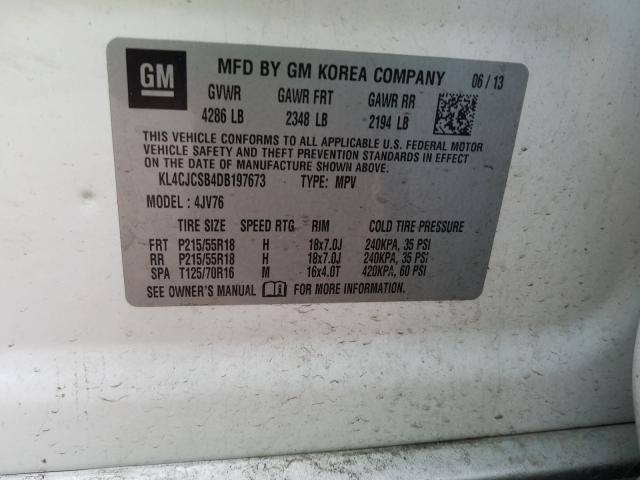 GM MFD BY GM KOREA COMPANY 06 / 13
GVWR GAWR FRT GAWR RR
4286 LB 2348 LB 2194 LB
THIS VEHICLE CONFORMS TO ALL APPLICABLE U.S. FEDERAL MOTOR
VEHICLE SAFETY AND THEFT PREVENTION STANDARDS IN EFFECT
ON THE DATE OF MANUFACTURE SHOWN ABOVE.
KL4CJCSB4DB197673 TYPE: MPV
MODEL : 4JV76
TIRE SIZE SPEED RTG RIM COLD TIRE PRESSURE
FRT P215/55R18 H 18x7.0J 240KPA, 35 PSI
RR P215/55R18 H 18x7.0J 240KPA, 35 PSI
SPA T125/70R16 M 16x4.0T 420KPA, 60 PSI
SEE OWNER'S MANUAL FOR MORE INFORMATION